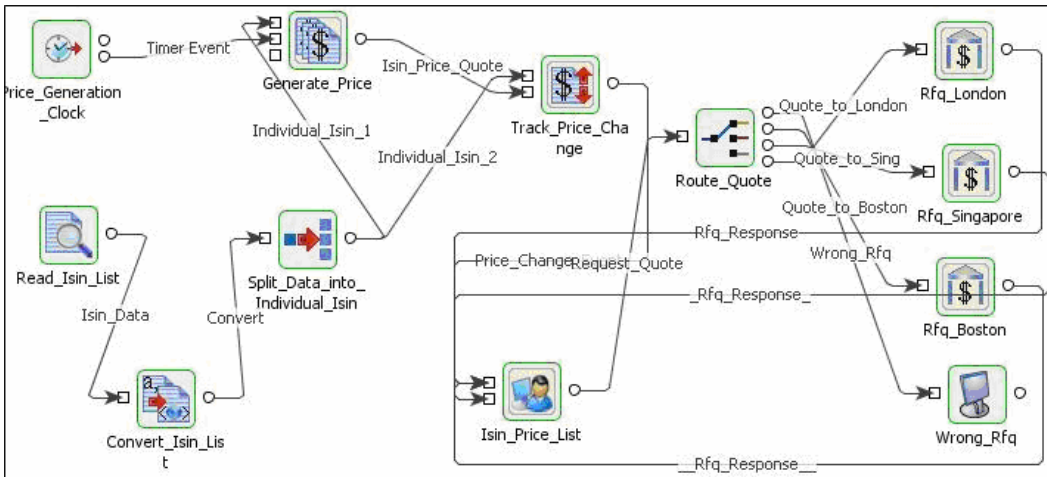 Timer Event
Price_Generation
_Clock
Generate_Price
Isin_Price_Quote
Individual_Isin_1
Individual_Isin_2
Track_Price_Cha
nge
Route_Quote
Quote_to_London
Quote_to_Sing
Quote_to_Boston
Wrong_Rfq
Rfq_London
Rfq_Singapore
Rfq_Response
Read_Isin_List
Split_Data_into_
Individual_Isin
Price_Change
Request_Quote
_Rfq_Response_
Rfq_Boston
Isin_Data
Convert
a,
Convert_Isin_Lis
t
Isin_Price_List
Wrong_Rfq
__Rfq_Response__